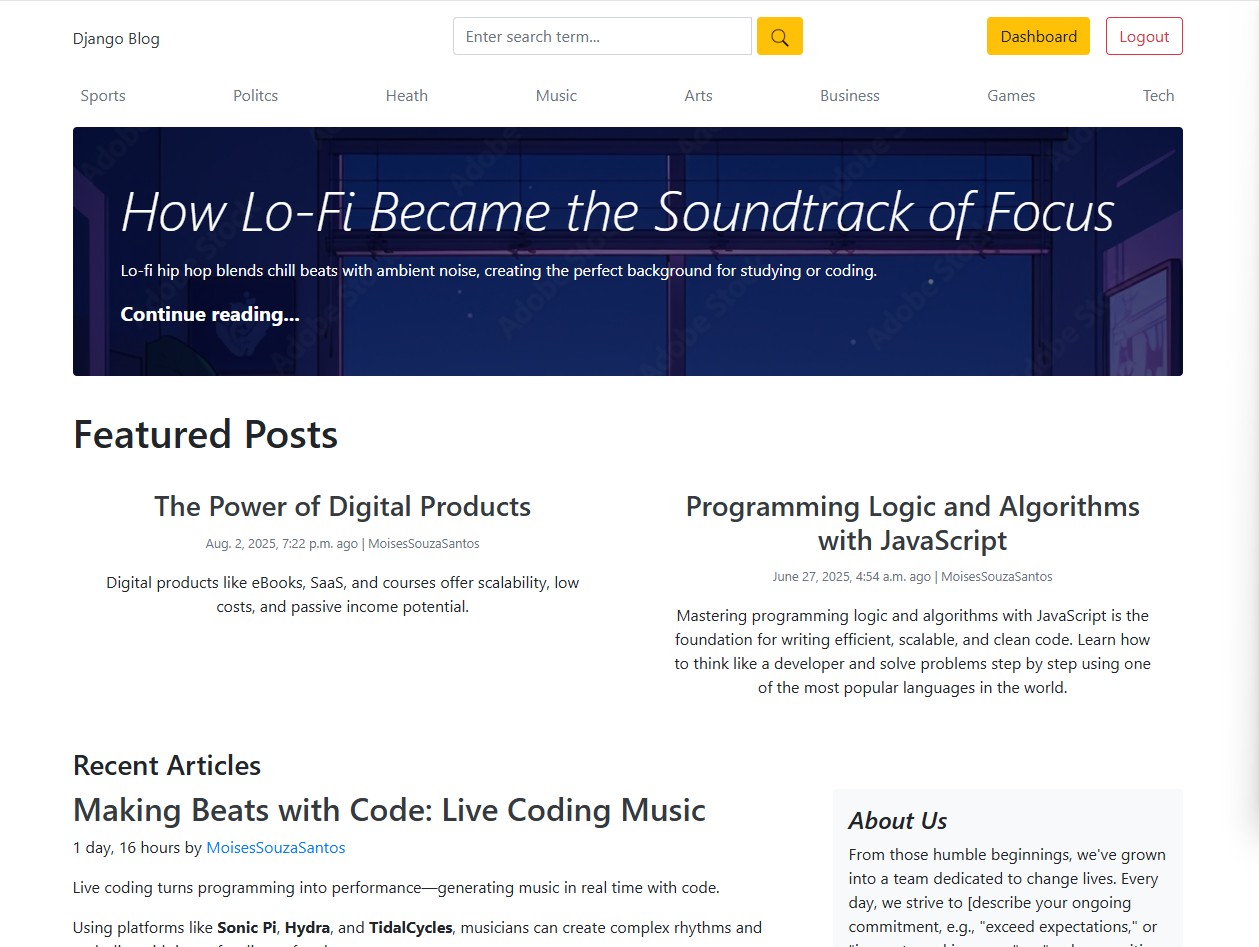 Django Blog
Enter search term...
Dashboard
Logout
Sports
Politcs
Heath
Music
Arts
Business
Games
Tech
How Lo-Fi Became the Soundtrack of Focus
Lo-fi hip hop blends chill beats with ambient noise, creating the perfect background for studying or coding.
Continue reading...
Featured Posts
The Power of Digital Products
Aug. 2, 2025, 7:22 p.m. ago | MoisesSouzaSantos
Digital products like eBooks, SaaS, and courses offer scalability, low
costs, and passive income potential.
Programming Logic and Algorithms
with JavaScript
June 27, 2025, 4:54 a.m. ago | MoisesSouzaSantos
Mastering programming logic and algorithms with JavaScript is the
foundation for writing efficient, scalable, and clean code. Learn how
to think like a developer and solve problems step by step using one
of the most popular languages in the world.
Recent Articles
Making Beats with Code: Live Coding Music
1 day, 16 hours by MoisesSouzaSantos
Live coding turns programming into performance—generating music in real time with code.
Using platforms like Sonic Pi, Hydra, and TidalCycles, musicians can create complex rhythms and
About Us
From those humble beginnings, we've grown
into a team dedicated to change lives. Every
day, we strive to [describe your ongoing
commitment, e.g., "exceed expectations," or